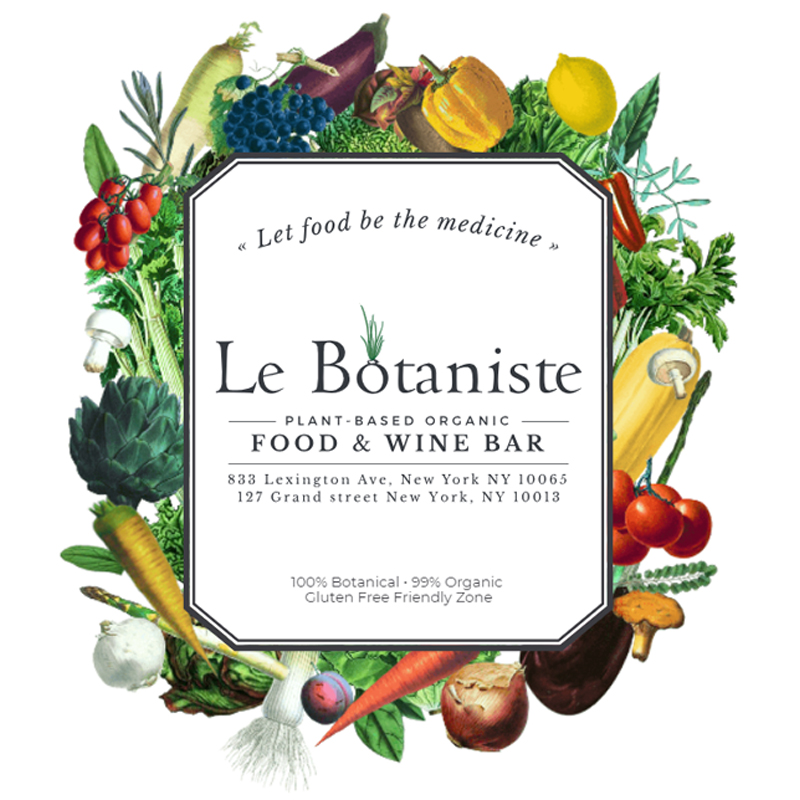 « Let food be the medicine »
Le Botaniste
PLANT-BASED ORGANIC
FOOD & WINE BAR
833 Lexington Ave, New York NY 10065
127 Grand street New York, NY 10013
100% Botanical • 99% Organic
Gluten Free Friendly Zone